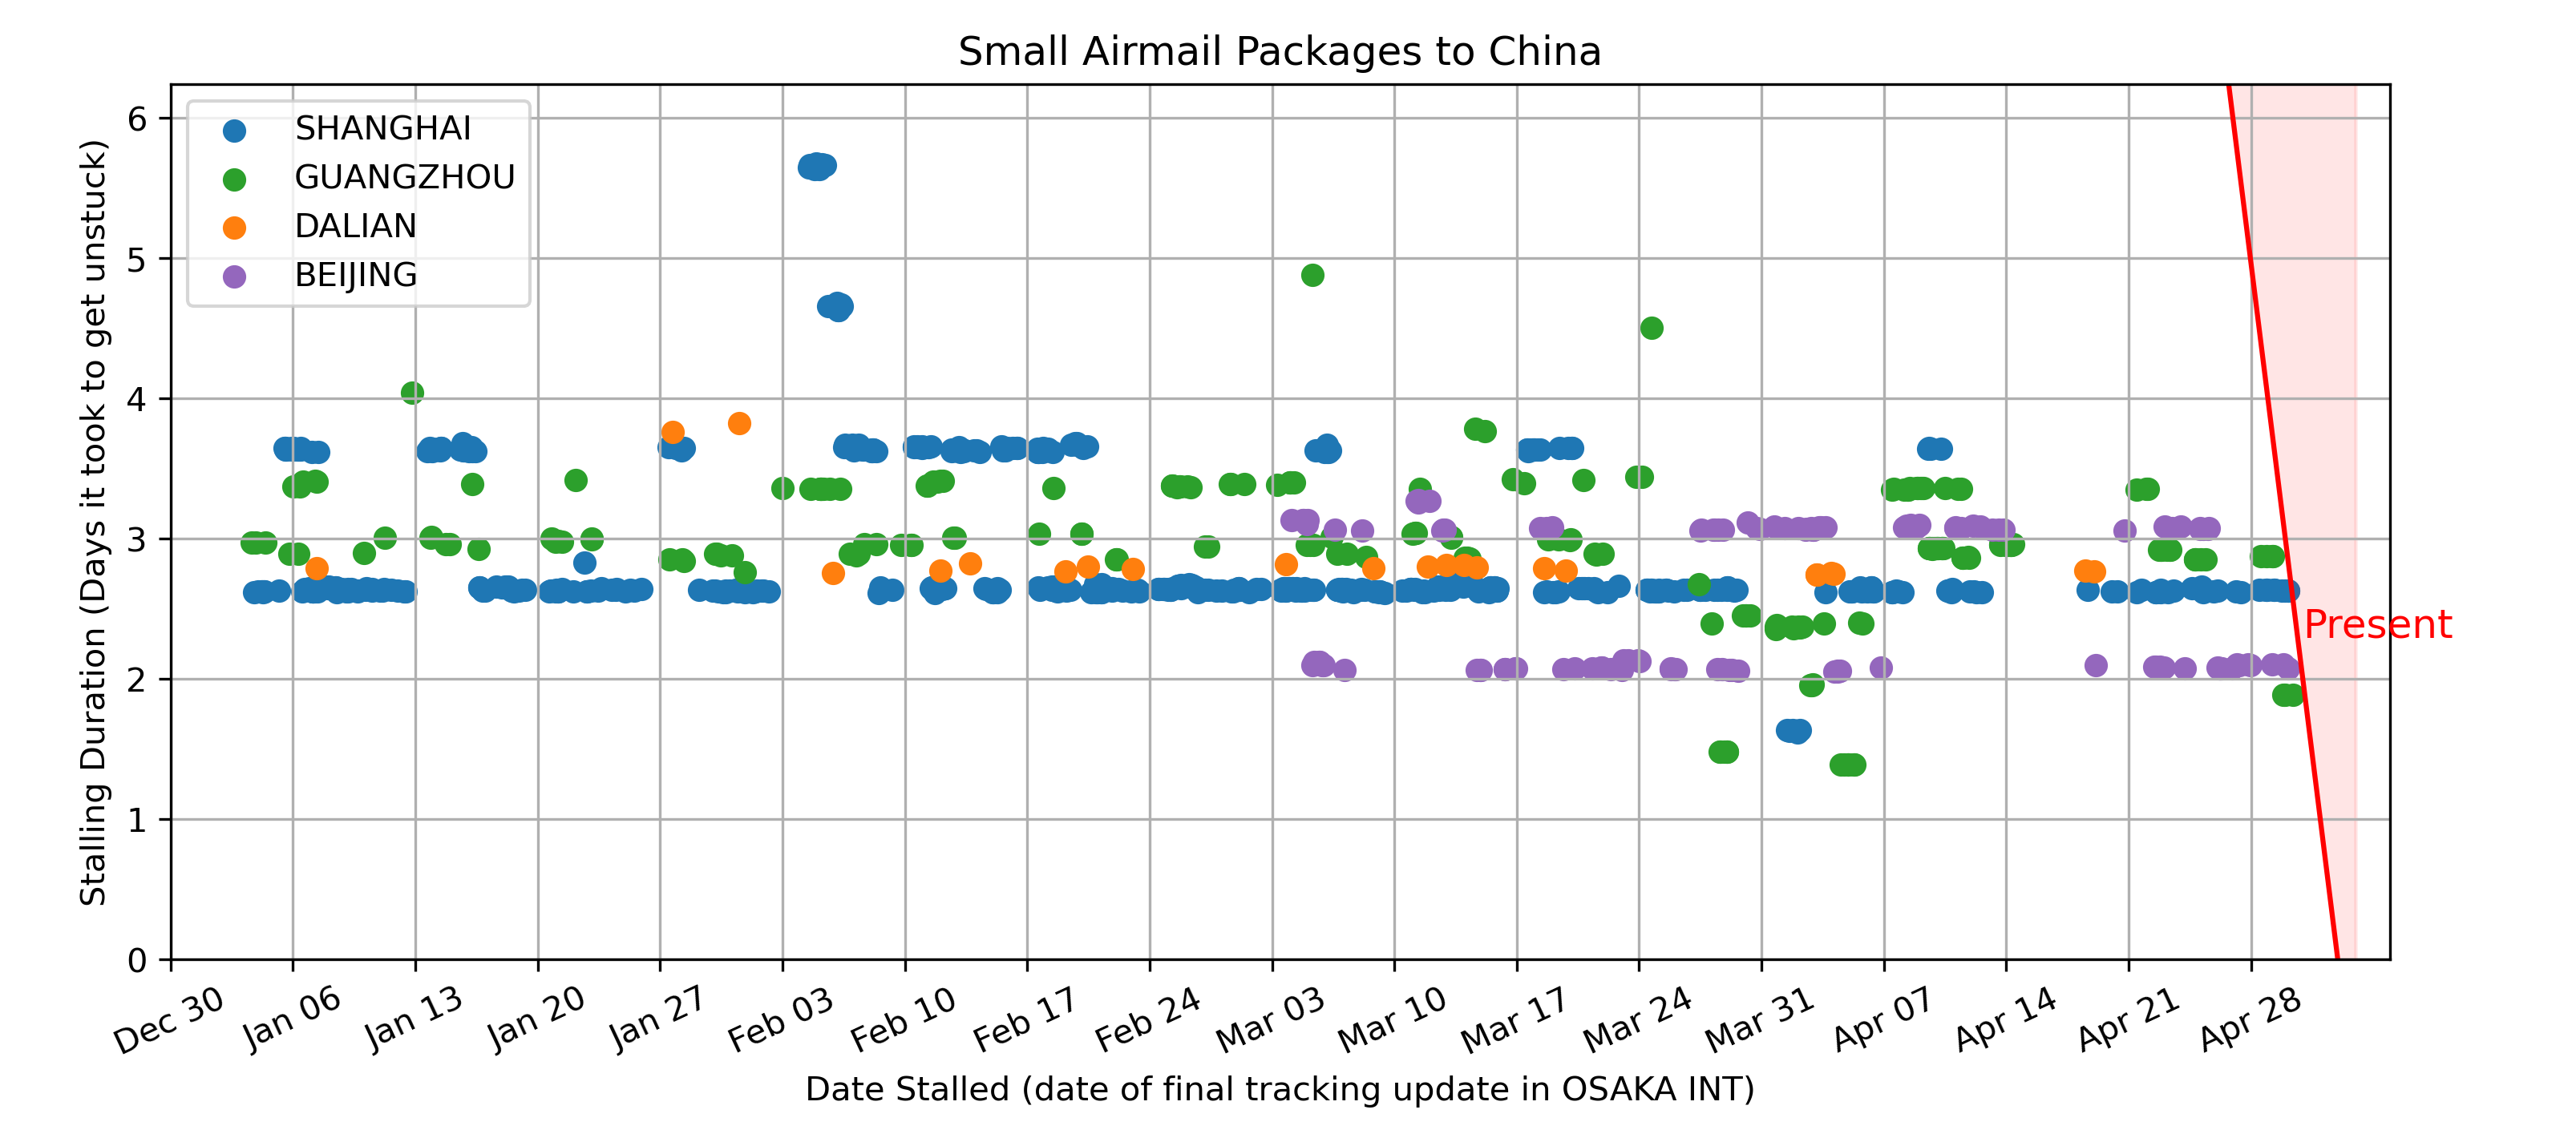 Small Airmail Packages to China
SHANGHAI
GUANGZHOU
DALIAN
BEIJING
Stalling Duration (Days it took to get unstuck)
6
5
4
3
2
1
0
Present
Dec 30
Jan 06
Jan 13
Jan 20
Jan 27
Feb 03
Feb 10
Feb 17
Feb 24
Mar 03
Mar 10
Mar 17
Mar 24
Mar 31
Apr 07
Apr 14
Apr 21
Apr 28
Date Stalled (date of final tracking update in OSAKA INT)